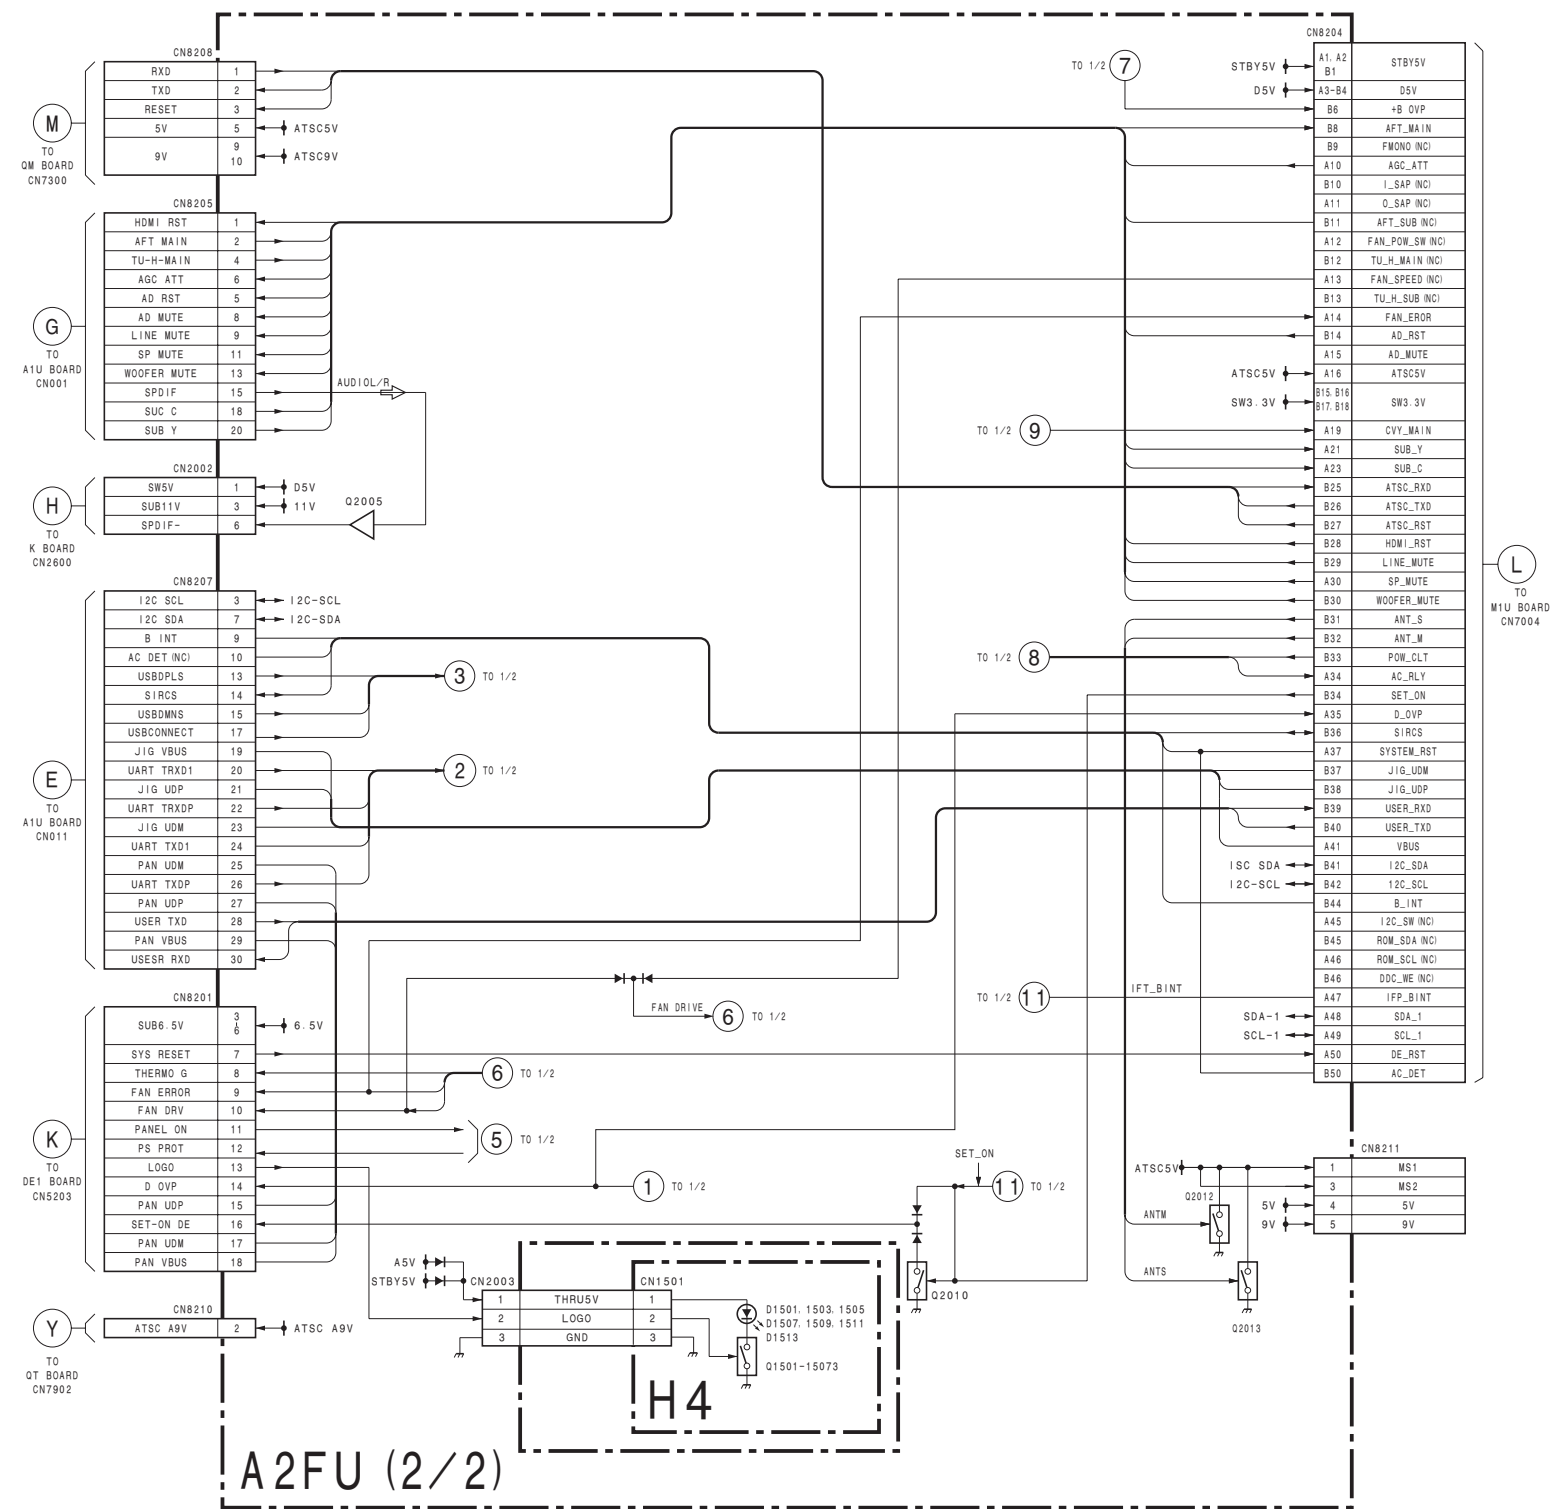 CN8208
RXD 1
TXD 2
RESET 3
5V 5 ATSC5V
9V 9 10 ATSC9V
M
TO
QM BOARD
CN7300
CN8205
HDMI RST 1
AFT MAIN 2
TU-H-MAIN 4
AGC ATT 6
AD RST 5
AD MUTE 8
LINE MUTE 9
SP MUTE 11
WOOFER MUTE 13
SPDIF 15
SUC C 18
SUB Y 20
G
TO
A1U BOARD
CN001
AUDIOL/R
CN2002
SW5V 1 D5V
SUB11V 3 11V
SPDIF- 6
Q2005
H
TO
K BOARD
CN2600
CN8207
I2C SCL 3 I2C-SCL
I2C SDA 7 I2C-SDA
B INT 9
AC DET (NC) 10
USBDPLS 13
SIRCS 14
USBDMNS 15
USBCONNECT 17
JIG VBUS 19
UART TRXD1 20
JIG UDP 21
UART TRXDP 22
JIG UDM 23
UART TXD1 24
PAN UDM 25
UART TXDP 26
PAN UDP 27
USER TXD 28
PAN VBUS 29
USESR RXD 30
3 TO 1/2
2 TO 1/2
E
TO
A1U BOARD
CN011
CN8201
SUB6.5V 3 6 6.5V
SYS RESET 7
THERMO G 8
FAN ERROR 9
FAN DRV 10
PANEL ON 11
PS PROT 12
LOGO 13
D OVP 14
PAN UDP 15
SET-ON DE 16
PAN UDM 17
PAN VBUS 18
K
TO
DE1 BOARD
CN5203
FAN DRIVE 6 TO 1/2
6 TO 1/2
5 TO 1/2
1 TO 1/2
SET_ON
11 TO 1/2
CN8210
ATSC A9V 2 ATSC A9V
Y
TO
QT BOARD
CN7902
A5V
STBY5V
CN2003 CN1501
1 THRU5V 1
2 LOGO 2
3 GND 3
D1501, 1503, 1505
D1507, 1509, 1511
D1513
Q1501-15073
H4
Q2010
A2FU (2/2)
CN8204
STBY5V A1, A2 B1 STBY5V
D5V A3-B4 D5V
TO 1/2 7
B6 +B OVP
B8 AFT_MAIN
B9 FMONO (NC)
A10 AGC_ATT
B10 I_SAP (NC)
A11 O_SAP (NC)
B11 AFT_SUB (NC)
A12 FAN_POW_SW (NC)
B12 TU_H_MAIN (NC)
A13 FAN_SPEED (NC)
B13 TU_H_SUB (NC)
A14 FAN_EROR
B14 AD_RST
A15 AD_MUTE
ATSC5V A16 ATSC5V
SW3.3V B15, B16 B17, B18 SW3.3V
TO 1/2 9 A19 CVY_MAIN
A21 SUB_Y
A23 SUB_C
B25 ATSC_RXD
B26 ATSC_TXD
B27 ATSC_RST
B28 HDMI_RST
B29 LINE_MUTE
A30 SP_MUTE
B30 WOOFER_MUTE
B31 ANT_S
B32 ANT_M
TO 1/2 8 B33 POW_CLT
A34 AC_RLY
B34 SET_ON
A35 D_OVP
B36 SIRCS
A37 SYSTEM_RST
B37 JIG_UDM
B38 JIG_UDP
B39 USER_RXD
B40 USER_TXD
A41 VBUS
ISC SDA B41 I2C_SDA
I2C-SCL B42 12C_SCL
B44 B_INT
A45 I2C_SW (NC)
B45 ROM_SDA (NC)
A46 ROM_SCL (NC)
B46 DDC_WE (NC)
TO 1/2 11 IFT_BINT A47 IFP_BINT
SDA-1 A48 SDA_1
SCL-1 A49 SCL_1
A50 DE_RST
B50 AC_DET
L
TO
M1U BOARD
CN7004
CN8211
ATSC5V 1 MS1
3 MS2
5V 4 5V
9V 5 9V
Q2012
ANTM
ANTS
Q2013